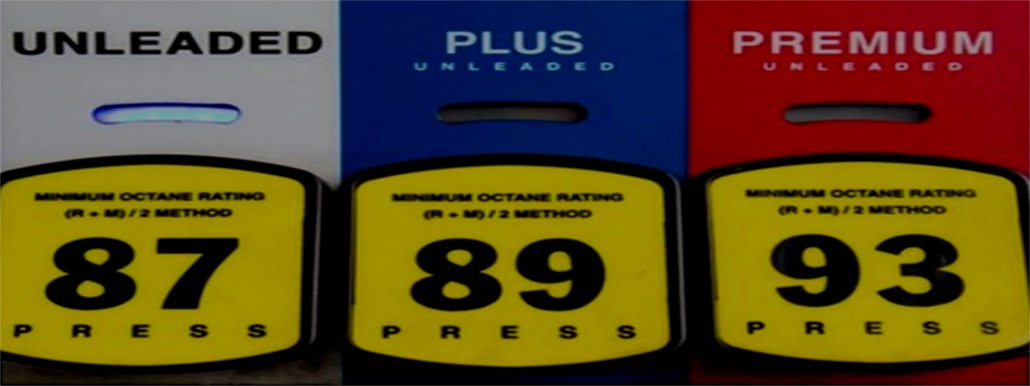 UNLEADED
PLUS
UNLEADED
PREMIUM
UNLEADED
MINIMUM OCTANE RATING
(R + M) / 2 METHOD
87
PRESS
MINIMUM OCTANE RATING
(R + M) / 2 METHOD
89
PRESS
MINIMUM OCTANE RATING
(R + M) / 2 METHOD
93
PRESS